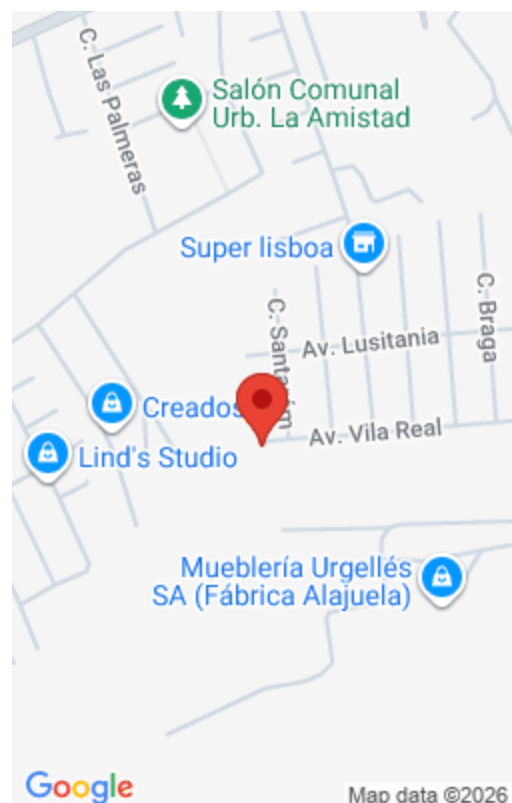 C. Las Palmeras
Salón Comunal
Urb. La Amistad
Super lisboa
C. Braga
Av. Lusitania
C. Santarém
Creados
Av. Vila Real
Lind's Studio
Mueblería Urgellés
SA (Fábrica Alajuela)
Google
Map data ©2026